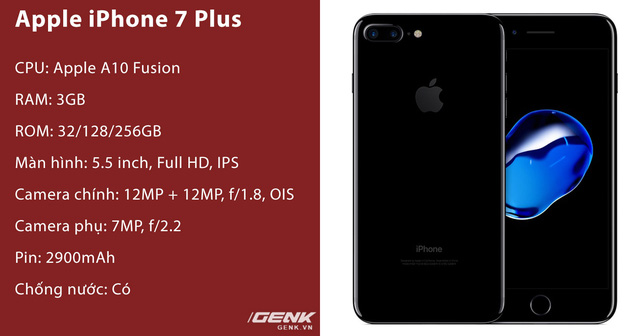 Apple iPhone 7 Plus
CPU: Apple A10 Fusion
RAM: 3GB
ROM: 32/128/256GB
Màn hình: 5.5 inch, Full HD, IPS
Camera chính: 12MP + 12MP, f/1.8, OIS
Camera phụ: 7MP, f/2.2
Pin: 2900mAh
Chống nước: Có
GENK
GENK.VN
iPhone